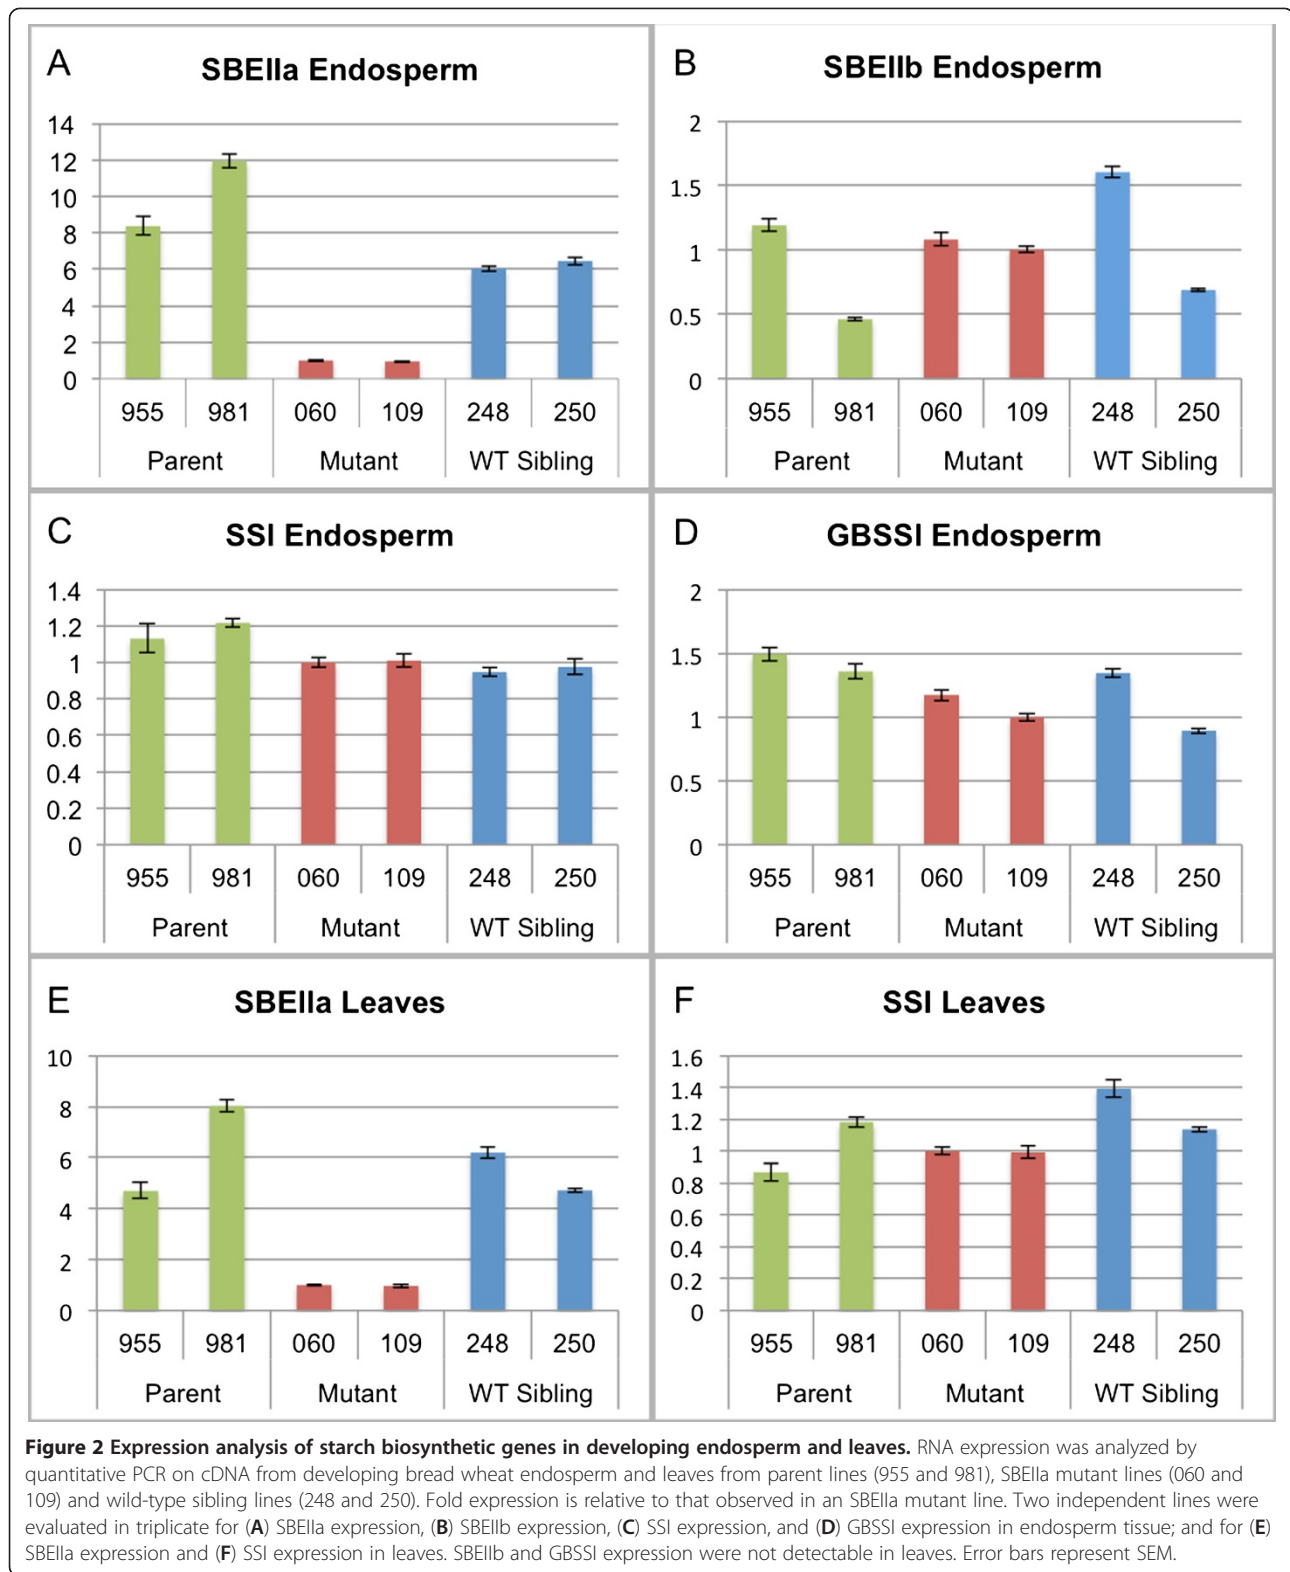 A
SBEIIa Endosperm
14
12
10
8
6
4
2
0
955 981 060 109 248 250
Parent Mutant WT Sibling
B
SBEIIb Endosperm
2
1.5
1
0.5
0
955 981 060 109 248 250
Parent Mutant WT Sibling
C
SSI Endosperm
1.4
1.2
1
0.8
0.6
0.4
0.2
0
955 981 060 109 248 250
Parent Mutant WT Sibling
D
GBSSI Endosperm
2
1.5
1
0.5
0
955 981 060 109 248 250
Parent Mutant WT Sibling
E
SBEIIa Leaves
10
8
6
4
2
0
955 981 060 109 248 250
Parent Mutant WT Sibling
F
SSI Leaves
1.6
1.4
1.2
1
0.8
0.6
0.4
0.2
0
955 981 060 109 248 250
Parent Mutant WT Sibling
Figure 2 Expression analysis of starch biosynthetic genes in developing endosperm and leaves. RNA expression was analyzed by
quantitative PCR on cDNA from developing bread wheat endosperm and leaves from parent lines (955 and 981), SBEIIa mutant lines (060 and
109) and wild-type sibling lines (248 and 250). Fold expression is relative to that observed in an SBEIIa mutant line. Two independent lines were
evaluated in triplicate for (A) SBEIIa expression, (B) SBEIIb expression, (C) SSI expression, and (D) GBSSI expression in endosperm tissue; and for (E)
SBEIIa expression and (F) SSI expression in leaves. SBEIIb and GBSSI expression were not detectable in leaves. Error bars represent SEM.